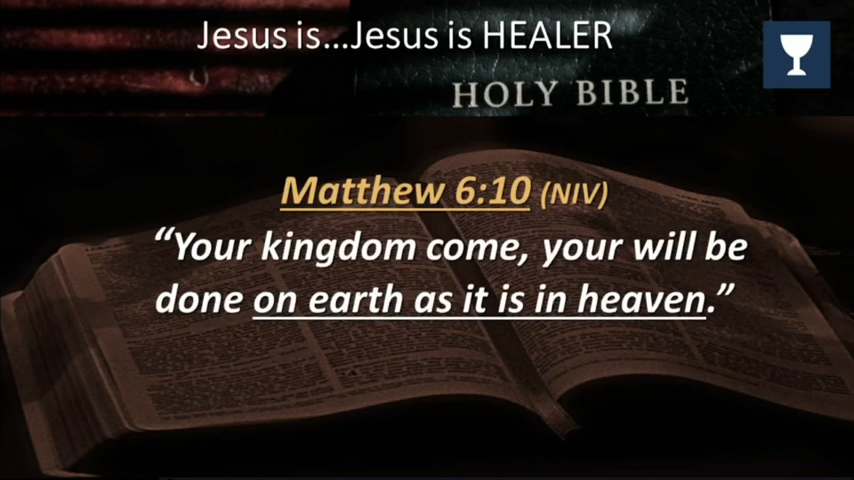 Jesus is...Jesus is HEALER
HOLY BIBLE
Matthew 6:10 (NIV)
“Your kingdom come, your will be
done on earth as it is in heaven.”